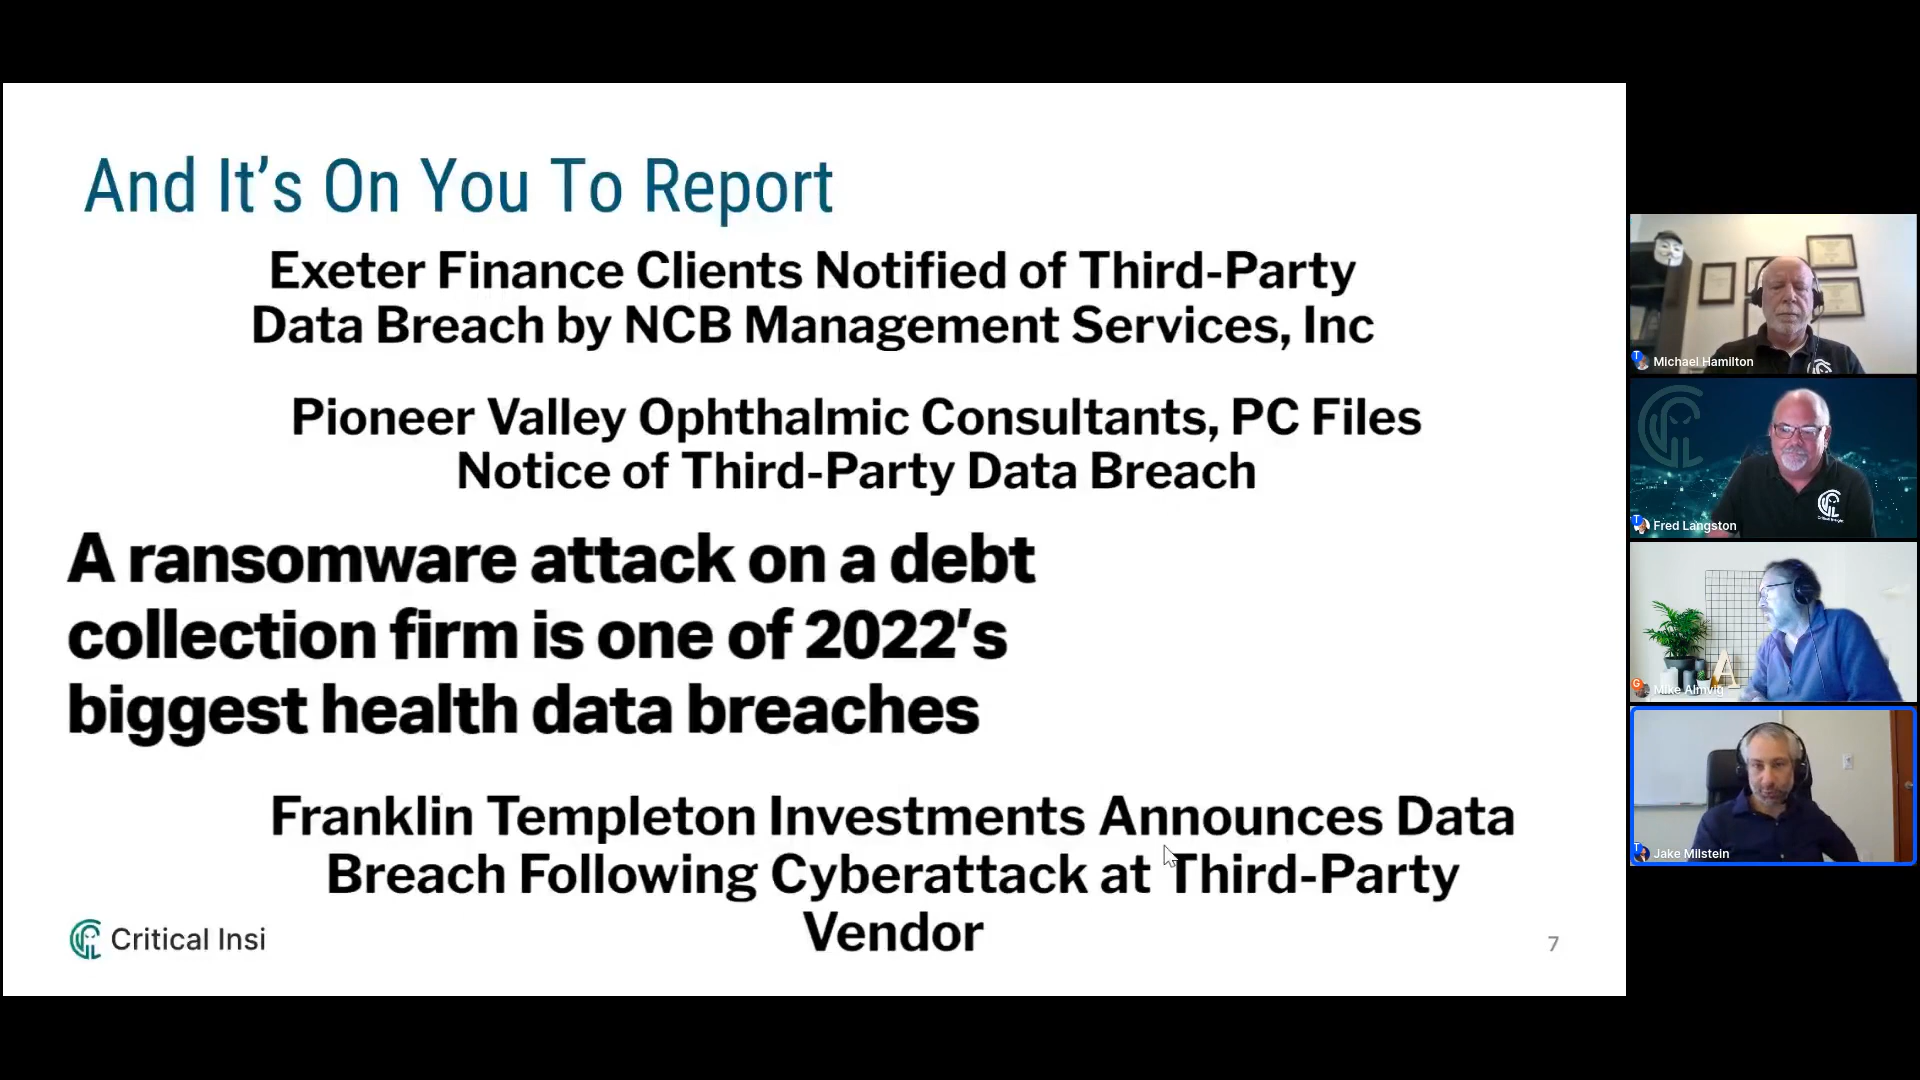 And It's On You To Report
Exeter Finance Clients Notified of Third-Party
Data Breach by NCB Management Services, Inc
Pioneer Valley Ophthalmic Consultants, PC Files
Notice of Third-Party Data Breach
A ransomware attack on a debt
collection firm is one of 2022's
biggest health data breaches
Franklin Templeton Investments Announces Data
Breach Following Cyberattack at Third-Party
Vendor
Critical Insi
7
Michael Hamilton
Fred Langston
Mike Almvig
Jake Milstein